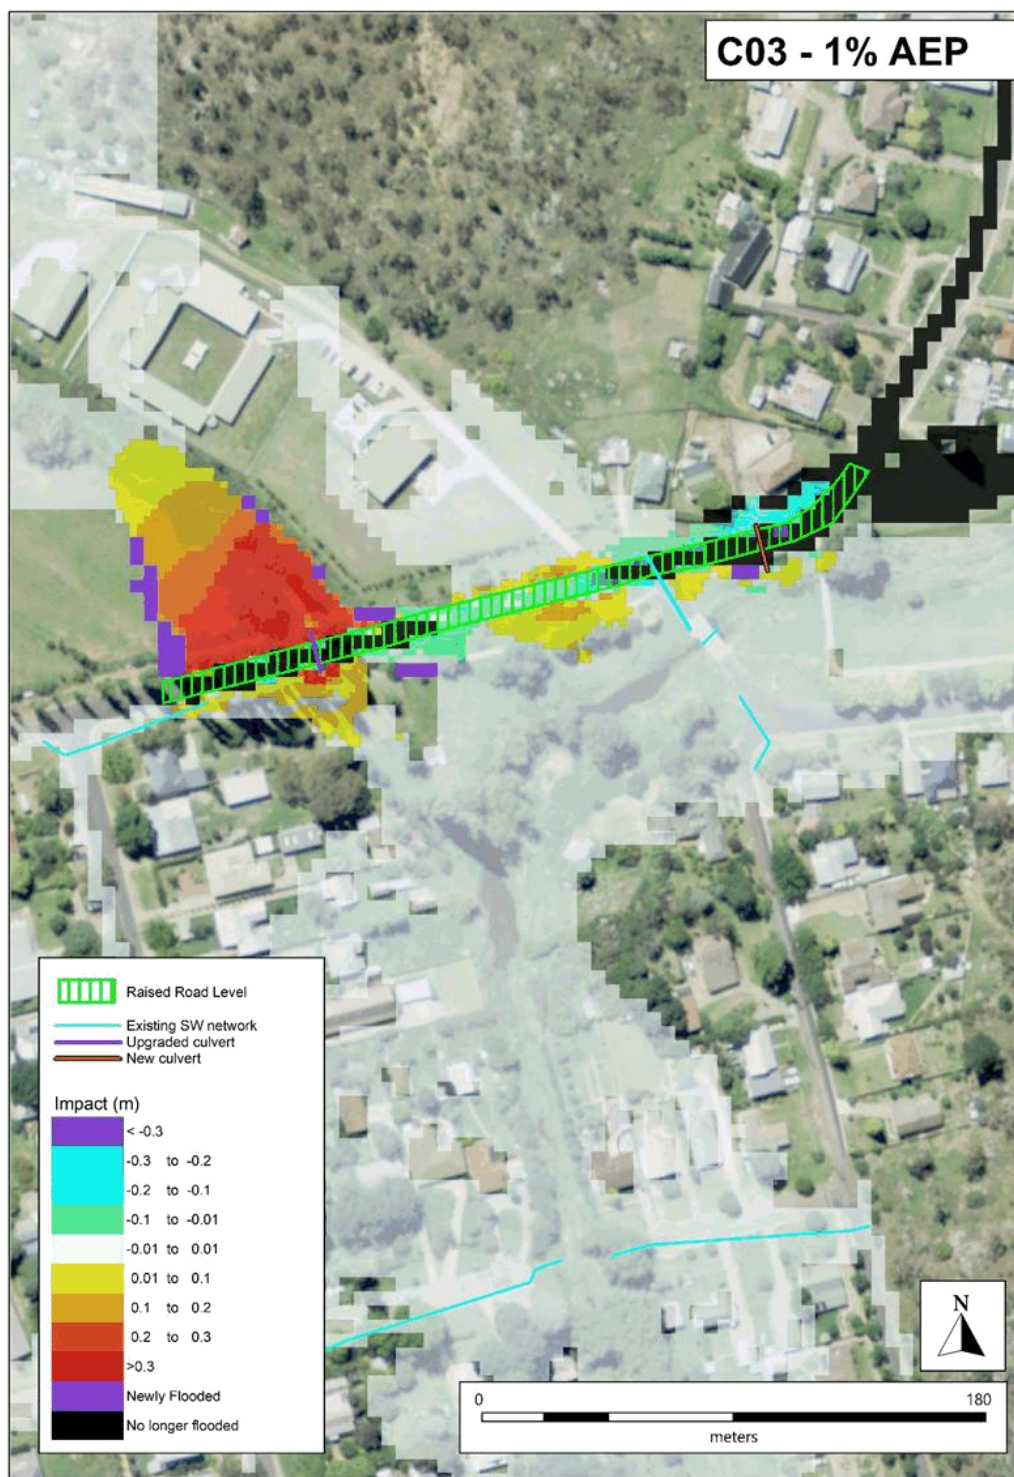 C03 - 1% AEP
Raised Road Level
Existing SW network
Upgraded culvert
New culvert
Impact (m)
< -0.3
-0.3 to -0.2
-0.2 to -0.1
-0.1 to -0.01
-0.01 to 0.01
0.01 to 0.1
0.1 to 0.2
0.2 to 0.3
>0.3
Newly Flooded
No longer flooded
N
0 180
meters